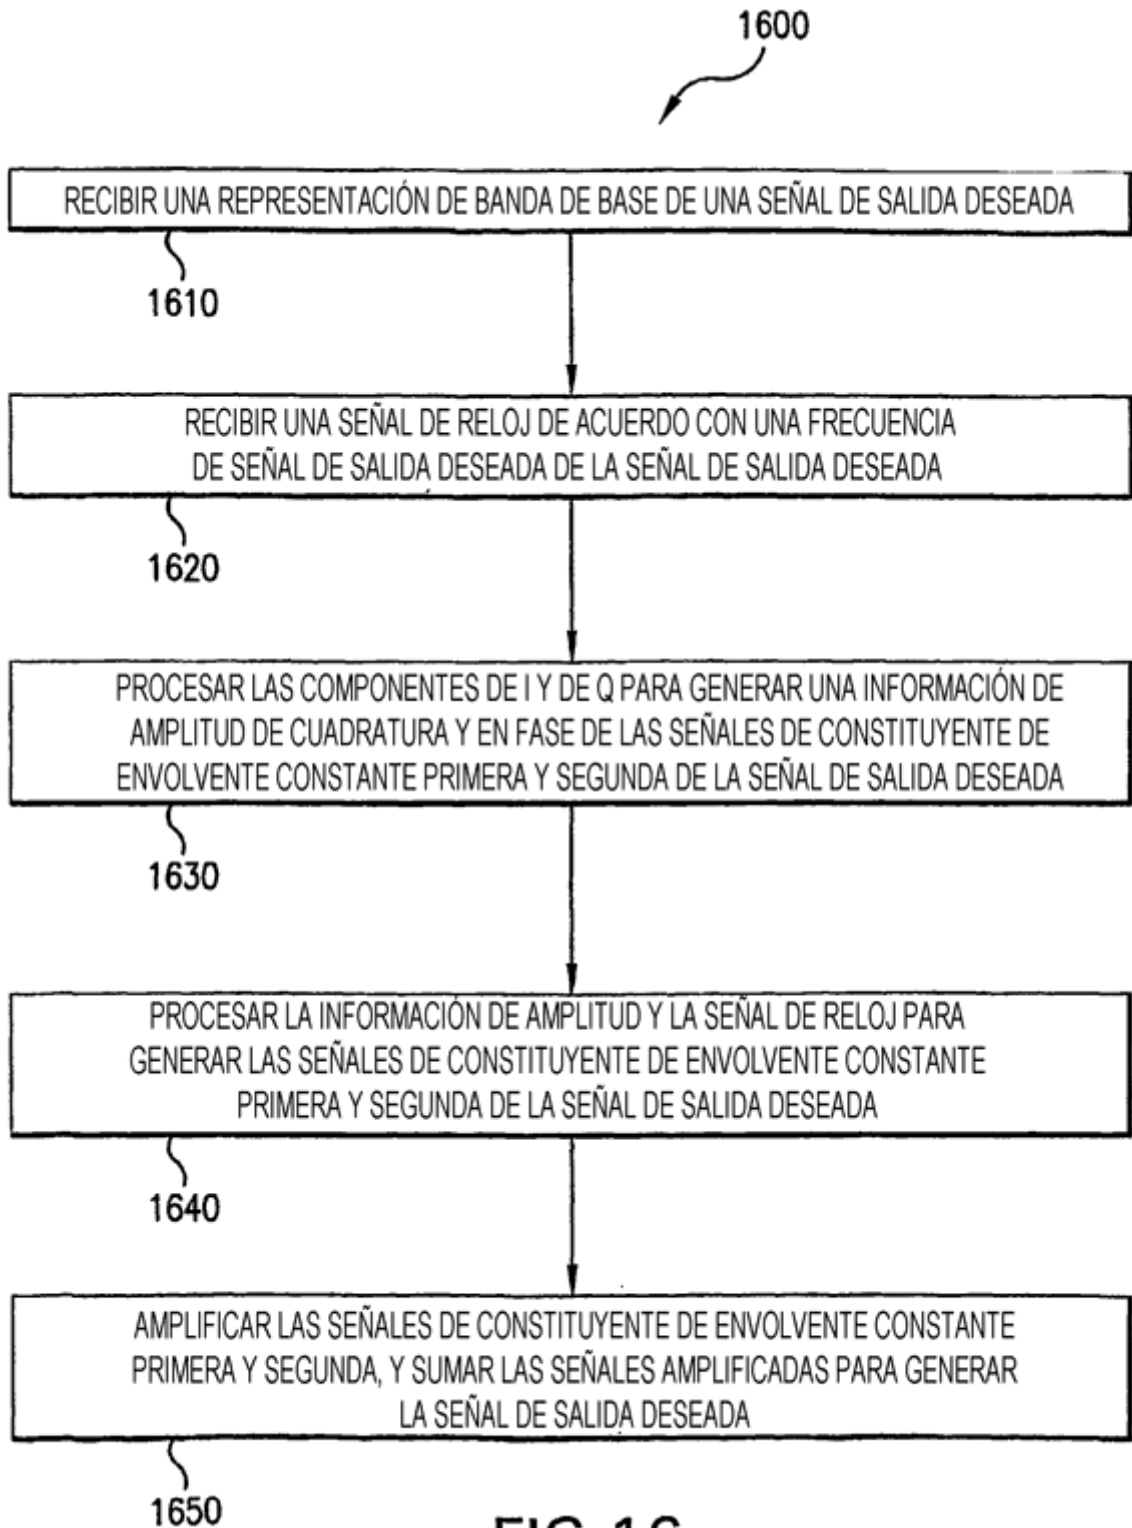 1600
RECIBIR UNA REPRESENTACIÓN DE BANDA DE BASE DE UNA SEÑAL DE SALIDA DESEADA
1610
RECIBIR UNA SEÑAL DE RELOJ DE ACUERDO CON UNA FRECUENCIA
DE SEÑAL DE SALIDA DESEADA DE LA SEÑAL DE SALIDA DESEADA
1620
PROCESAR LAS COMPONENTES DE I Y DE Q PARA GENERAR UNA INFORMACIÓN DE
AMPLITUD DE CUADRATURA Y EN FASE DE LAS SEÑALES DE CONSTITUYENTE DE
ENVOLVENTE CONSTANTE PRIMERA Y SEGUNDA DE LA SEÑAL DE SALIDA DESEADA
1630
PROCESAR LA INFORMACIÓN DE AMPLITUD Y LA SEÑAL DE RELOJ PARA
GENERAR LAS SEÑALES DE CONSTITUYENTE DE ENVOLVENTE CONSTANTE
PRIMERA Y SEGUNDA DE LA SEÑAL DE SALIDA DESEADA
1640
AMPLIFICAR LAS SEÑALES DE CONSTITUYENTE DE ENVOLVENTE CONSTANTE
PRIMERA Y SEGUNDA, Y SUMAR LAS SEÑALES AMPLIFICADAS PARA GENERAR
LA SEÑAL DE SALIDA DESEADA
1650
FIG 16